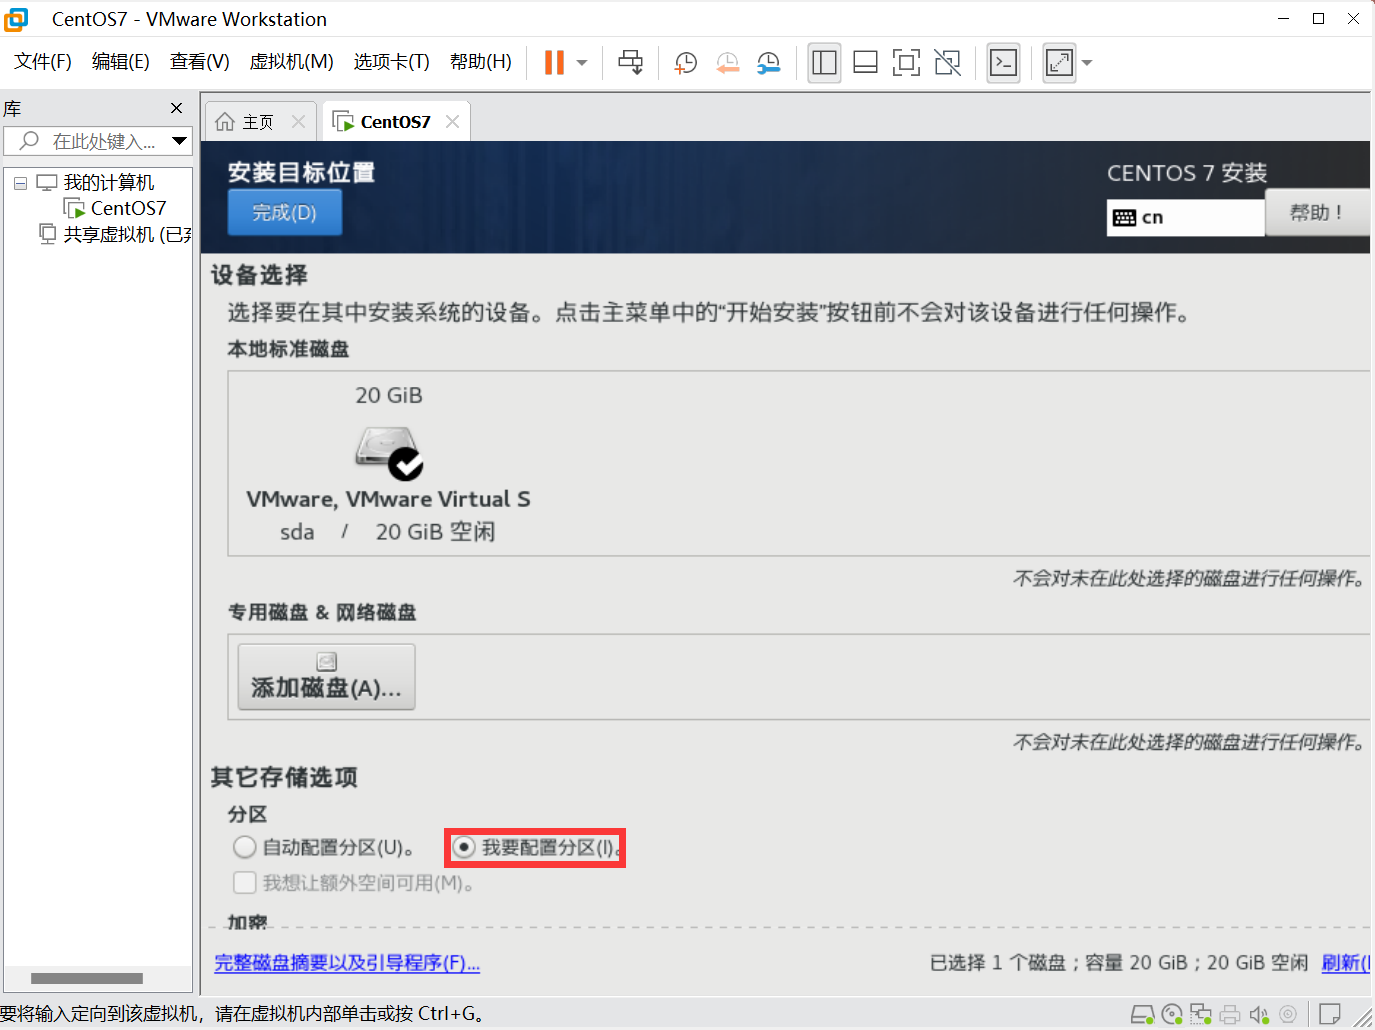 CentOS7 - VMware Workstation
文件(F) 编辑(E) 查看(V) 虚拟机(M) 选项卡(T) 帮助(H)
库
在此处键入...
我的计算机
CentOS7
共享虚拟机 (已弃
主页
CentOS7
安装目标位置
完成(D)
CENTOS 7 安装
cn
帮助！
设备选择
选择要在其中安装系统的设备。点击主菜单中的“开始安装”按钮前不会对该设备进行任何操作。
本地标准磁盘
20 GiB
VMware, VMware Virtual S
sda / 20 GiB 空闲
不会对未在此处选择的磁盘进行任何操作。
专用磁盘 & 网络磁盘
添加磁盘(A)...
不会对未在此处选择的磁盘进行任何操作。
其它存储选项
分区
自动配置分区(U)。 我要配置分区(I)。
我想让额外空间可用(M)。
加密
完整磁盘摘要以及引导程序(F)... 已选择 1 个磁盘；容量 20 GiB；20 GiB 空闲 刷新(
要将输入定向到该虚拟机，请在虚拟机内部单击或按 Ctrl+G。